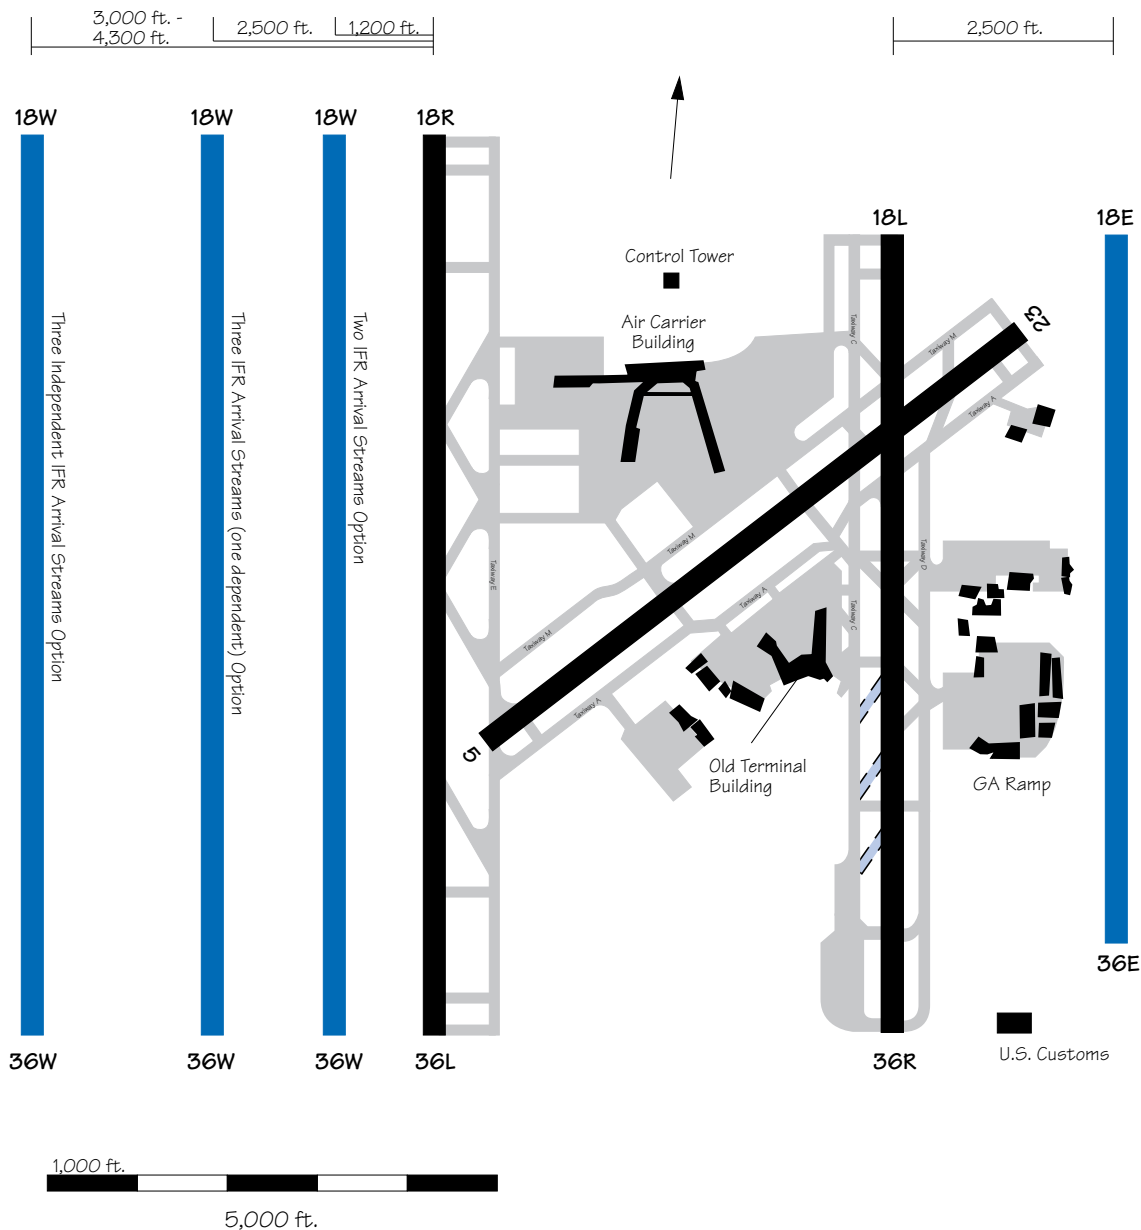 3,000 ft. -
4,300 ft.
2,500 ft.
1,200 ft.
2,500 ft.
18W
18W
18W
18R
18L
18E
Control Tower
Air Carrier
Building
23
Taxiway C
Taxiway M
Taxiway A
Three Independent IFR Arrival Streams Option
Three IFR Arrival Streams (one dependent) Option
Two IFR Arrival Streams Option
Taxiway M
Taxiway E
Taxiway D
Taxiway A
Taxiway C
Taxiway M
Taxiway A
5
Old Terminal
Building
GA Ramp
36E
36W
36W
36W
36L
36R
U.S. Customs
1,000 ft.
5,000 ft.